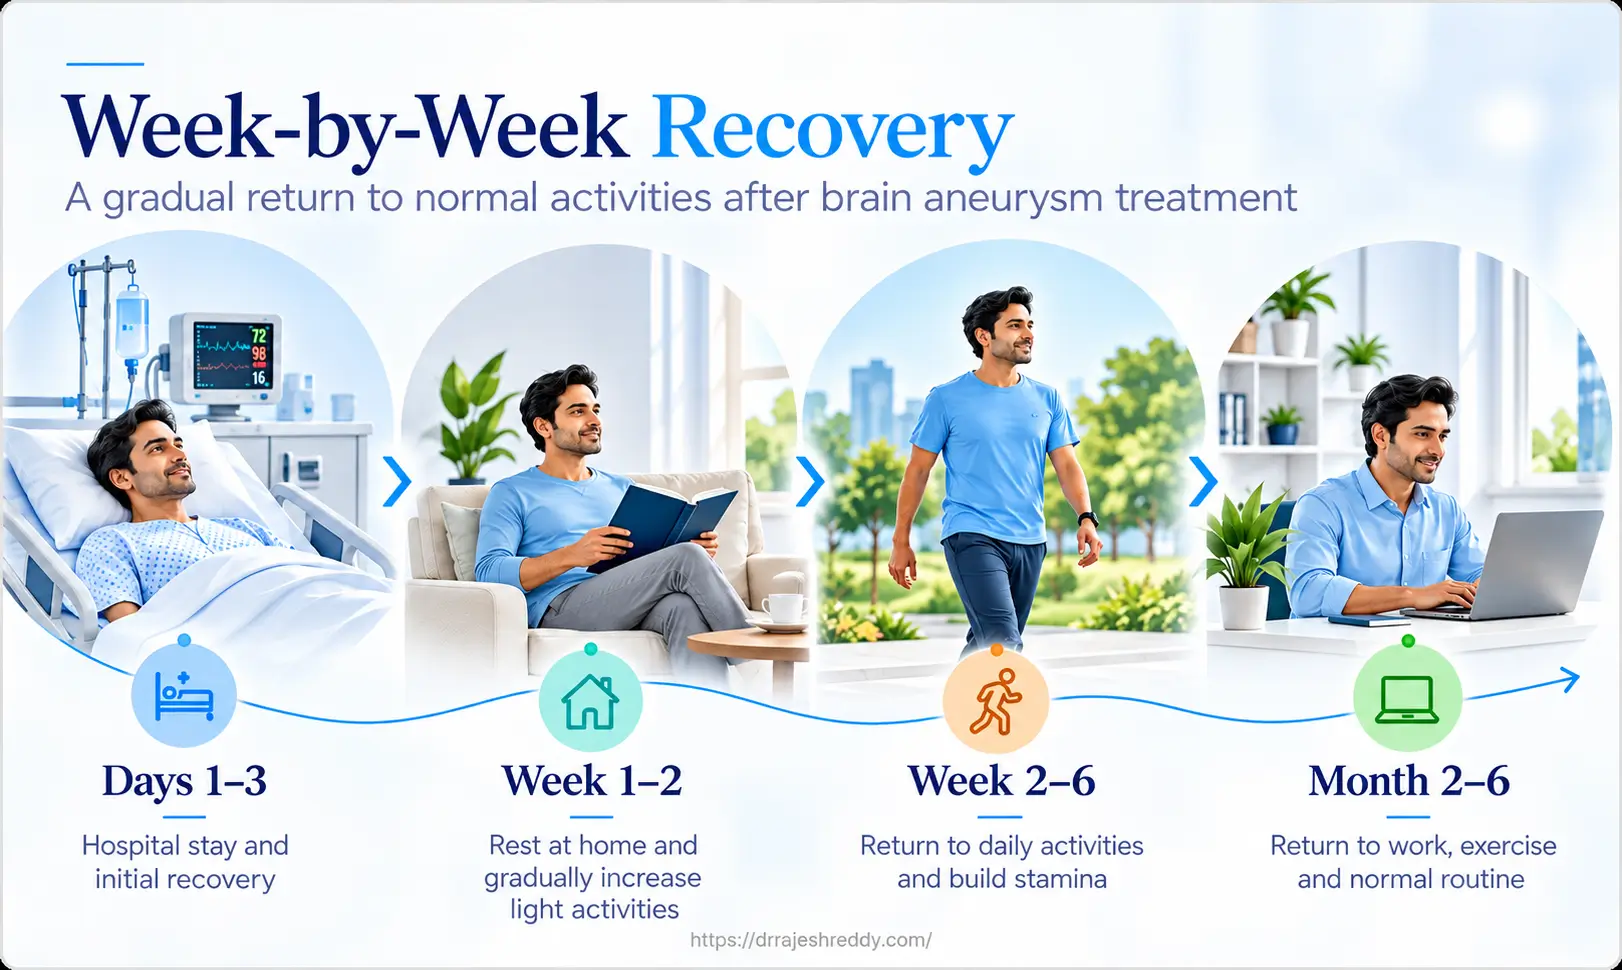 Week-by-Week Recovery
A gradual return to normal activities after brain aneurysm treatment
72
98
16
Days 1–3
Hospital stay and
initial recovery
Week 1–2
Rest at home and
gradually increase
light activities
Week 2–6
Return to daily activities
and build stamina
Month 2–6
Return to work, exercise
and normal routine
https://drrajeshreddy.com/